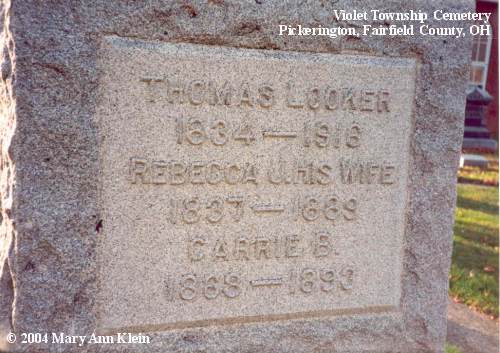 Violet Township Cemetery
Pickerington, Fairfield County, OH
THOMAS LOOKER
1834—1916
REBECCA J. HIS WIFE
1837—1889
CARRIE B.
1868—1893
© 2004 Mary Ann Klein